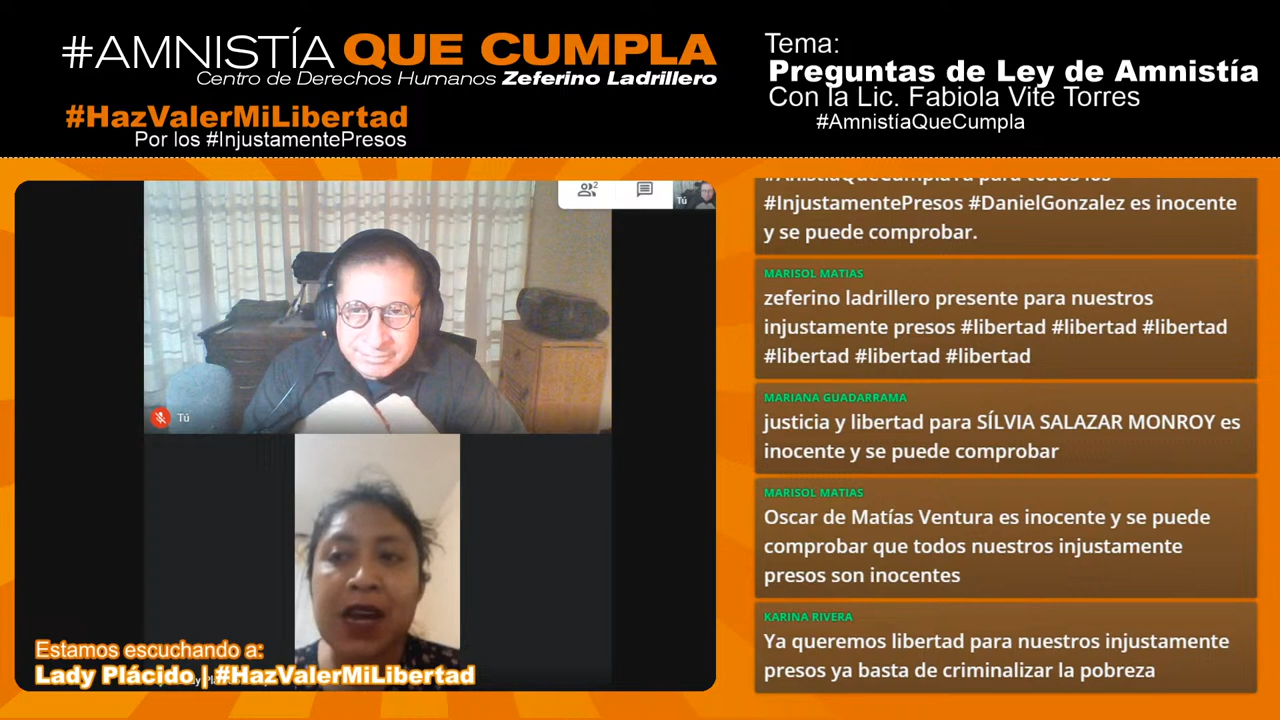 #AMNISTÍA QUE CUMPLA
Centro de Derechos Humanos Zeferino Ladrillero
#HazValerMiLibertad
Por los #InjustamentePresos
Tema:
Preguntas de Ley de Amnistía
Con la Lic. Fabiola Vite Torres
#AmnistíaQueCumpla
2
Tú
Tú
Estamos escuchando a:
Lady Plácido | #HazValerMiLibertad
#InjustamentePresos #DanielGonzalez es inocente
y se puede comprobar.
MARISOL MATIAS
zeferino ladrillero presente para nuestros
injustamente presos #libertad #libertad #libertad
#libertad #libertad #libertad
MARIANA GUADARRAMA
justicia y libertad para SÍLVIA SALAZAR MONROY es
inocente y se puede comprobar
MARISOL MATIAS
Oscar de Matías Ventura es inocente y se puede
comprobar que todos nuestros injustamente
presos son inocentes
KARINA RIVERA
Ya queremos libertad para nuestros injustamente
presos ya basta de criminalizar la pobreza